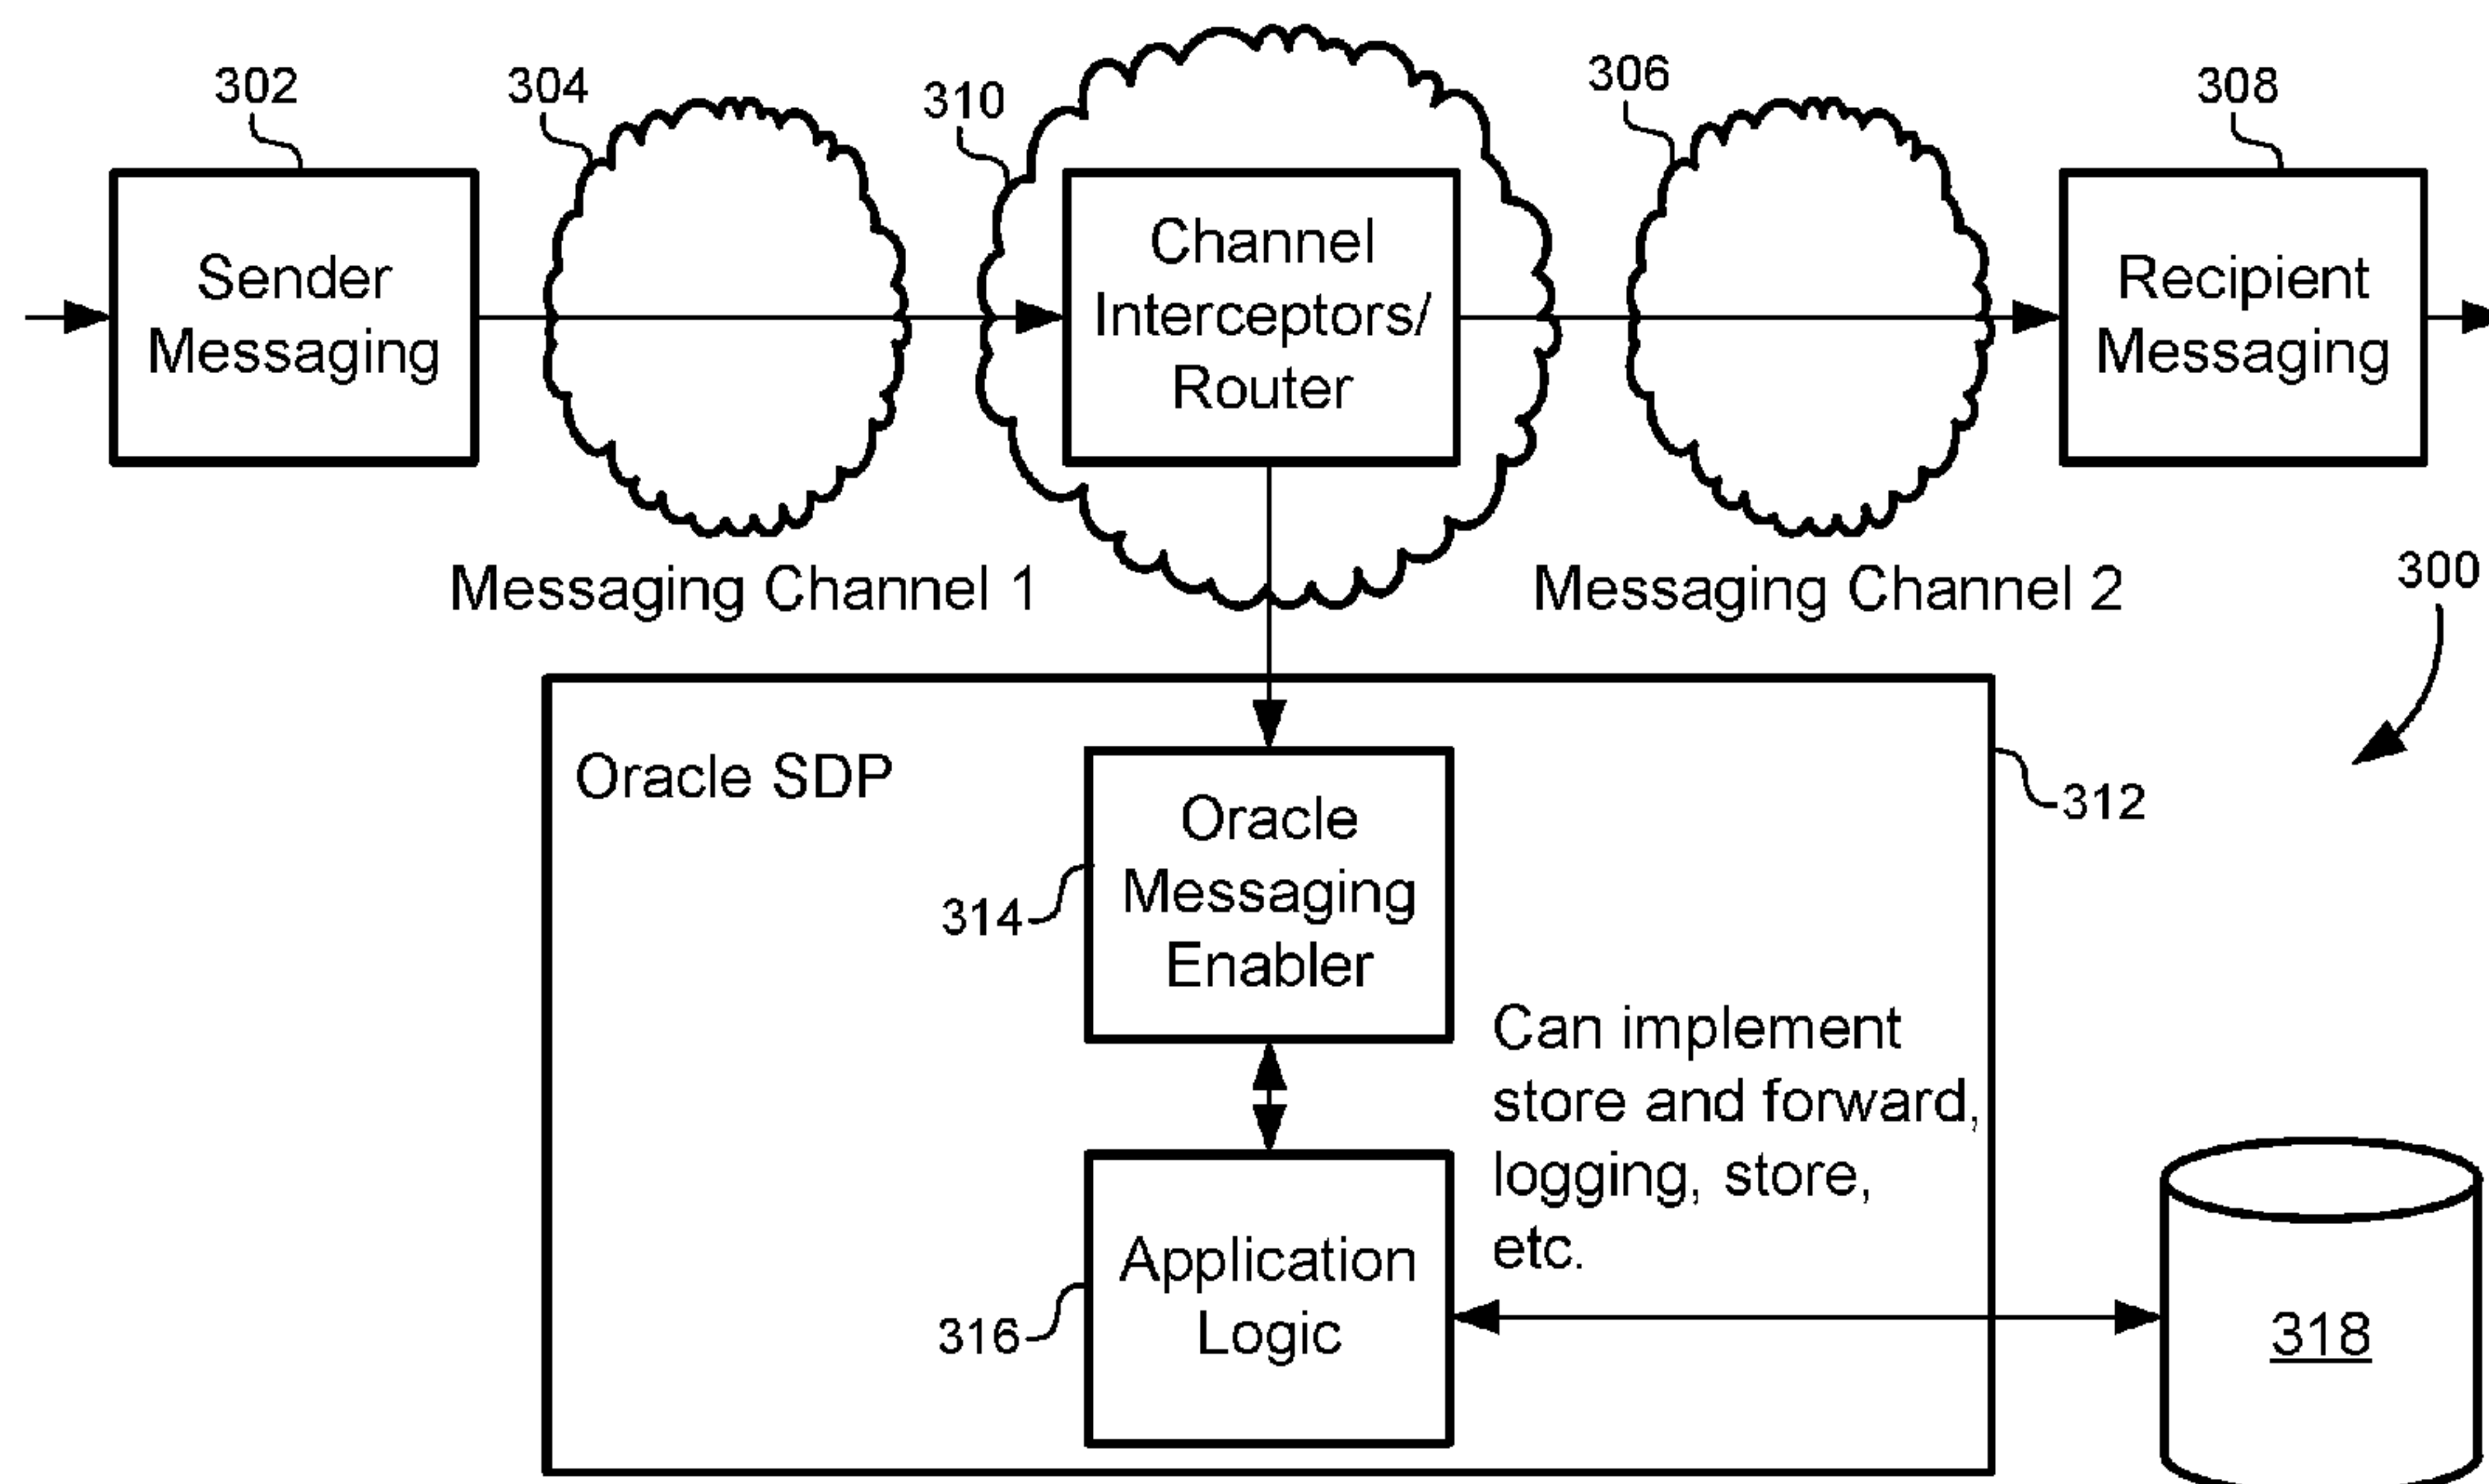 302
304
310
306
308
Sender
Messaging
Channel
Interceptors/
Router
Recipient
Messaging
Messaging Channel 1
Messaging Channel 2
300
Oracle SDP
312
Oracle
Messaging
Enabler
314
Can implement
store and forward,
logging, store,
etc.
Application
Logic
316
318